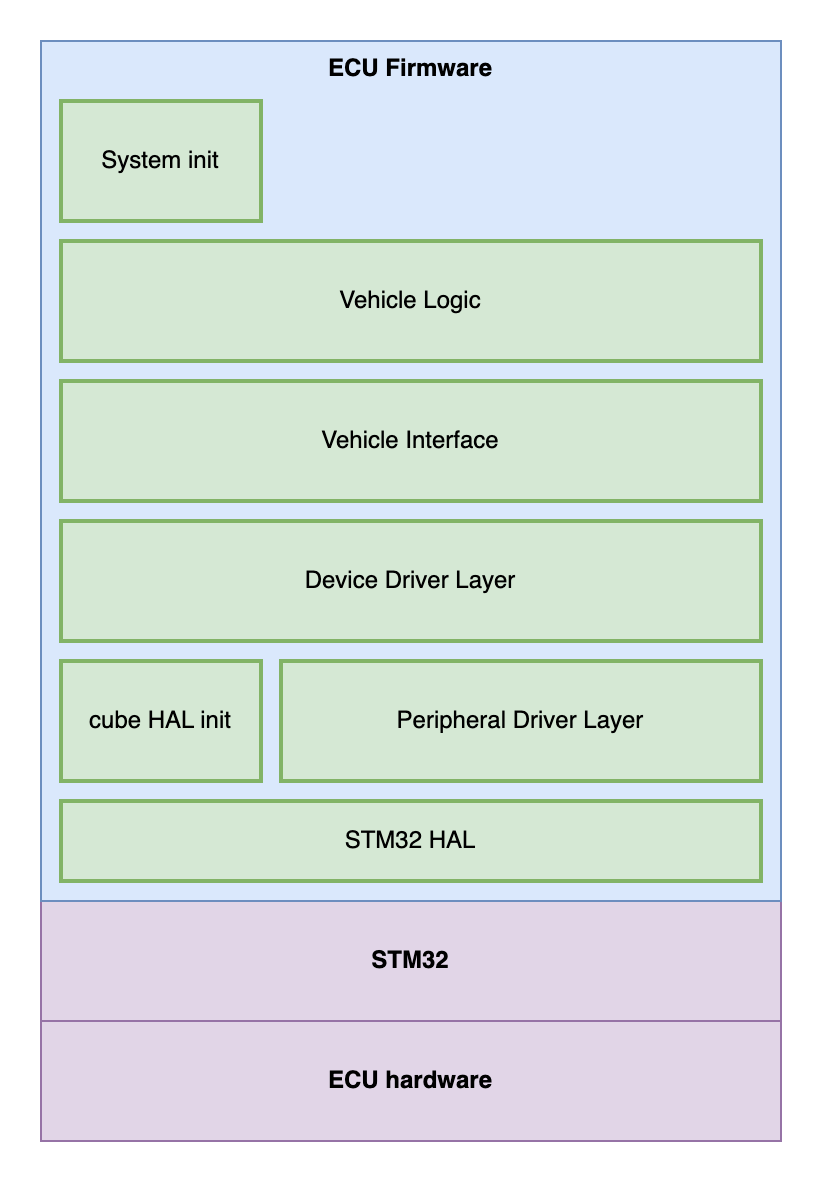 ECU Firmware
System init
Vehicle Logic
Vehicle Interface
Device Driver Layer
cube HAL init
Peripheral Driver Layer
STM32 HAL
STM32
ECU hardware